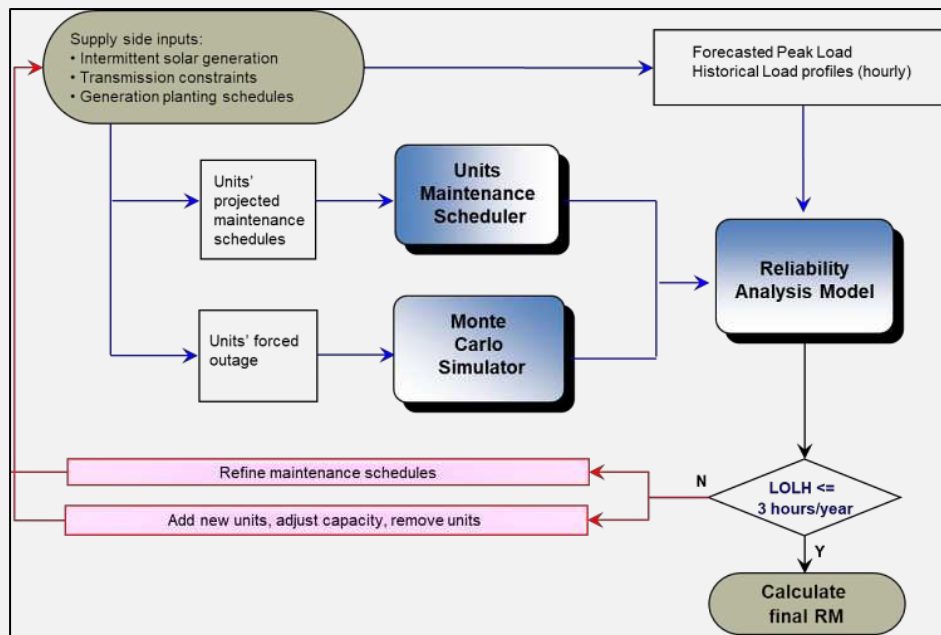 Supply side inputs:
• Intermittent solar generation
• Transmission constraints
• Generation planting schedules
Forecasted Peak Load
Historical Load profiles (hourly)
Units'
projected
maintenance
schedules
Units
Maintenance
Scheduler
Reliability
Analysis Model
Units' forced
outage
Monte
Carlo
Simulator
Refine maintenance schedules
N
LOLH <=
3 hours/year
Add new units, adjust capacity, remove units
Y
Calculate
final RM